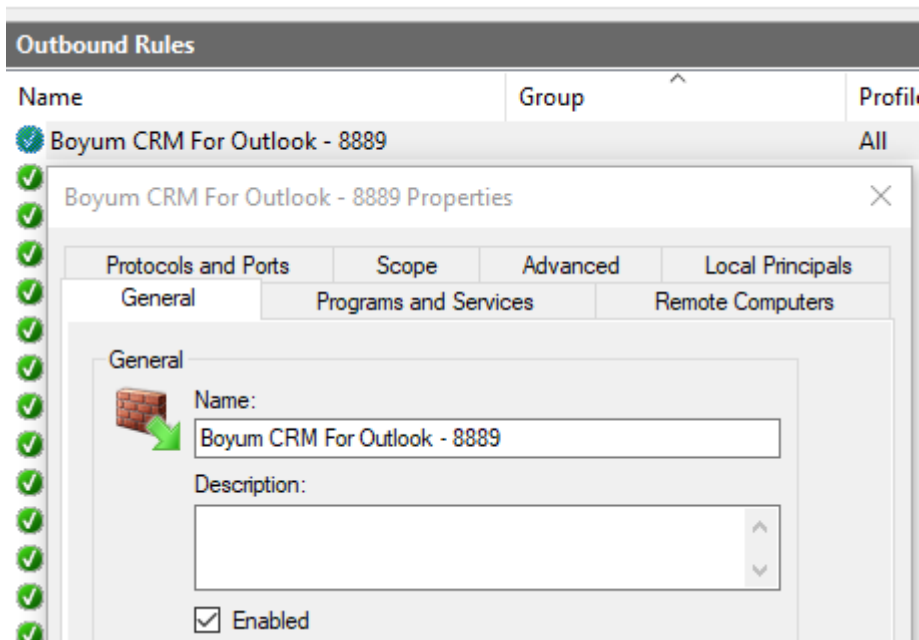 Outbound Rules
Name Group Profil
Boyum CRM For Outlook - 8889 All
Boyum CRM For Outlook - 8889 Properties
Protocols and Ports Scope Advanced Local Principals
General Programs and Services Remote Computers
General
Name:
Boyum CRM For Outlook - 8889
Description:
Enabled